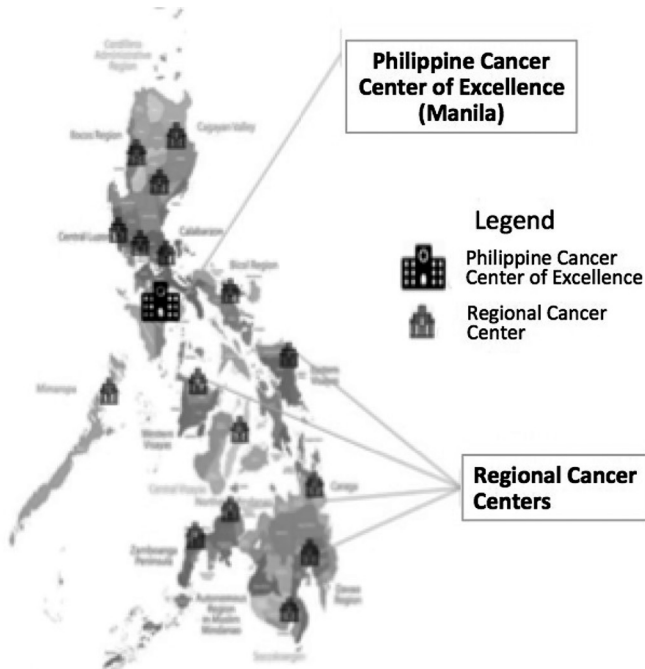 Cordillera
Administrative
Region
Philippine Cancer
Center of Excellence
(Manila)
Ilocos Region
Cagayan Valley
Central Luzon
Calabarzon
Legend
Philippine Cancer
Center of Excellence
Regional Cancer
Center
Bicol Region
Eastern
Visayas
Mimaropa
Western
Visayas
Central Visayas
Caraga
Regional Cancer
Centers
Northern Mindanao
Zamboanga
Peninsula
Davao
Region
Autonomous
Region
in Muslim
Mindanao
Soccsksargen